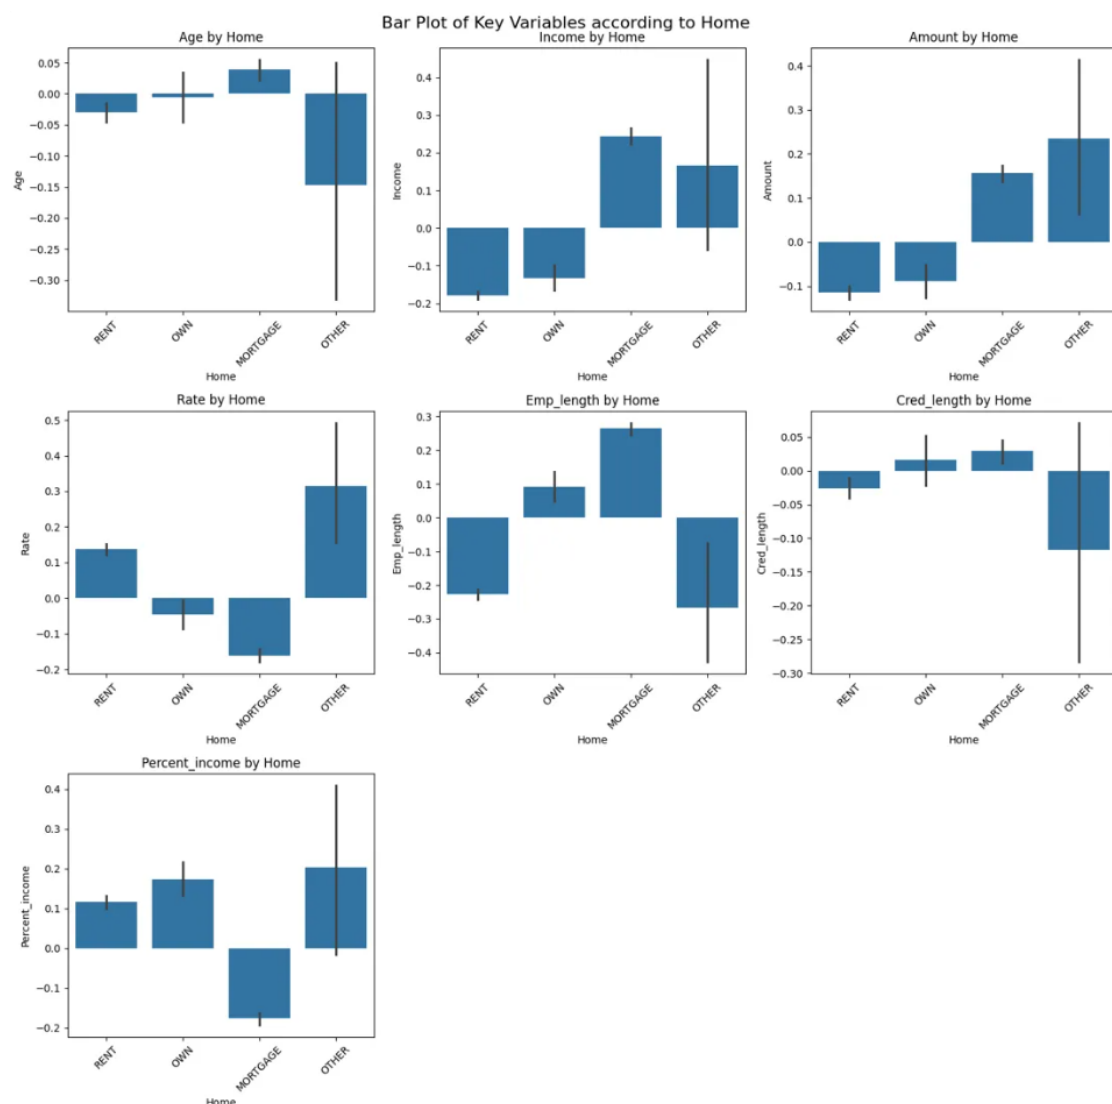 Bar Plot of Key Variables according to Home
Age by Home
Income by Home
Amount by Home
0.05
0.00
−0.05
−0.10
−0.15
−0.20
−0.25
−0.30
Age
RENT
OWN
MORTGAGE
OTHER
Home
0.4
0.3
0.2
0.1
0.0
−0.1
−0.2
Income
RENT
OWN
MORTGAGE
OTHER
Home
0.4
0.3
0.2
0.1
0.0
−0.1
Amount
RENT
OWN
MORTGAGE
OTHER
Home
Rate by Home
Emp_length by Home
Cred_length by Home
0.5
0.4
0.3
0.2
0.1
0.0
−0.1
−0.2
Rate
RENT
OWN
MORTGAGE
OTHER
Home
0.3
0.2
0.1
0.0
−0.1
−0.2
−0.3
−0.4
Emp_length
RENT
OWN
MORTGAGE
OTHER
Home
0.05
0.00
−0.05
−0.10
−0.15
−0.20
−0.25
−0.30
Cred_length
RENT
OWN
MORTGAGE
OTHER
Home
Percent_income by Home
0.4
0.3
0.2
0.1
0.0
−0.1
−0.2
Percent_income
RENT
OWN
MORTGAGE
OTHER
Home